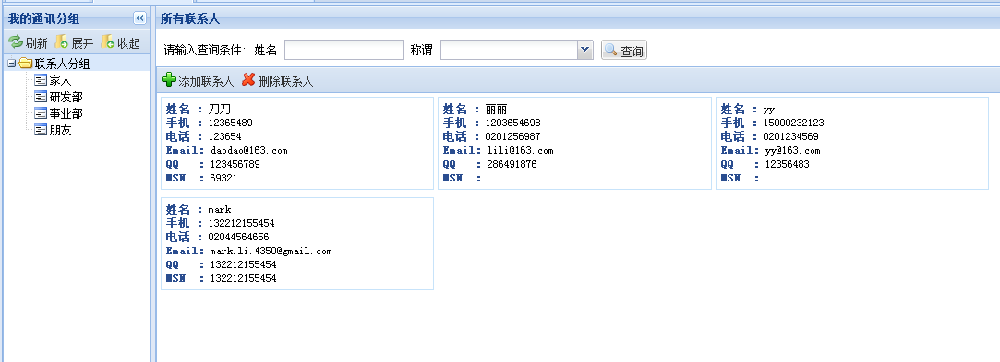 我的通讯分组
刷新 展开 收起
联系人分组
家人
研发部
事业部
朋友
所有联系人
请输入查询条件: 姓名 称谓 查询
添加联系人 删除联系人
姓名 : 刀刀
手机 : 12365489
电话 : 123654
Email: daodao@163.com
QQ : 123456789
MSN : 69321
姓名 : 丽丽
手机 : 1203654698
电话 : 0201256987
Email: lili@163.com
QQ : 286491876
MSN :
姓名 : yy
手机 : 15000232123
电话 : 0201234569
Email: yy@163.com
QQ : 12356483
MSN :
姓名 : mark
手机 : 132212155454
电话 : 02044564656
Email: mark.li.4350@gmail.com
QQ : 132212155454
MSN : 132212155454